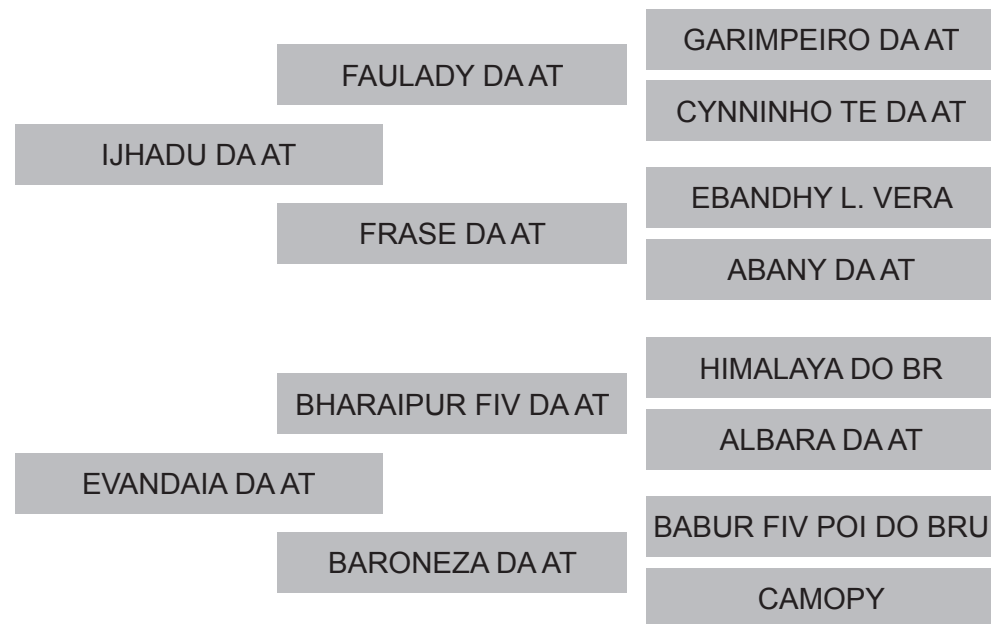 GARIMPEIRO DA AT
FAULADY DA AT
CYNNINHO TE DA AT
IJHADU DA AT
EBANDHY L. VERA
FRASE DA AT
ABANY DA AT
HIMALAYA DO BR
BHARAIPUR FIV DA AT
ALBARA DA AT
EVANDAIA DA AT
BABUR FIV POI DO BRU
BARONEZA DA AT
CAMOPY